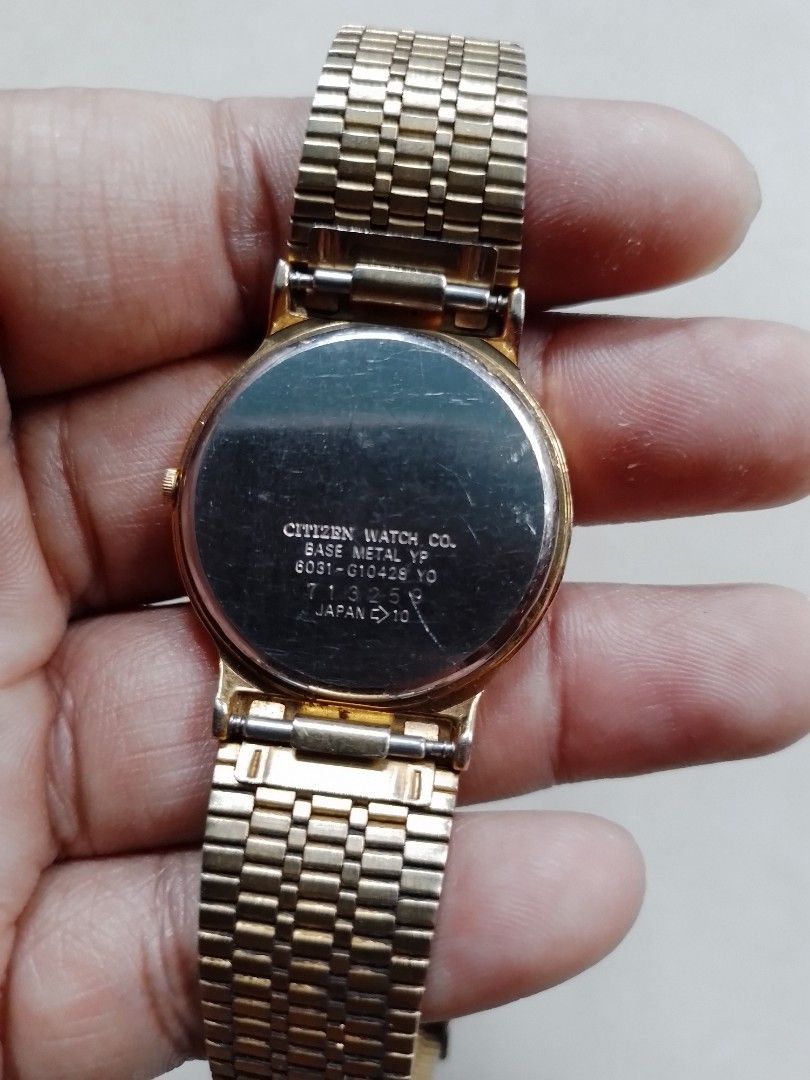 CITIZEN WATCH CO.
BASE METAL YP
6031-G10428 YO
713259
JAPAN ➩10